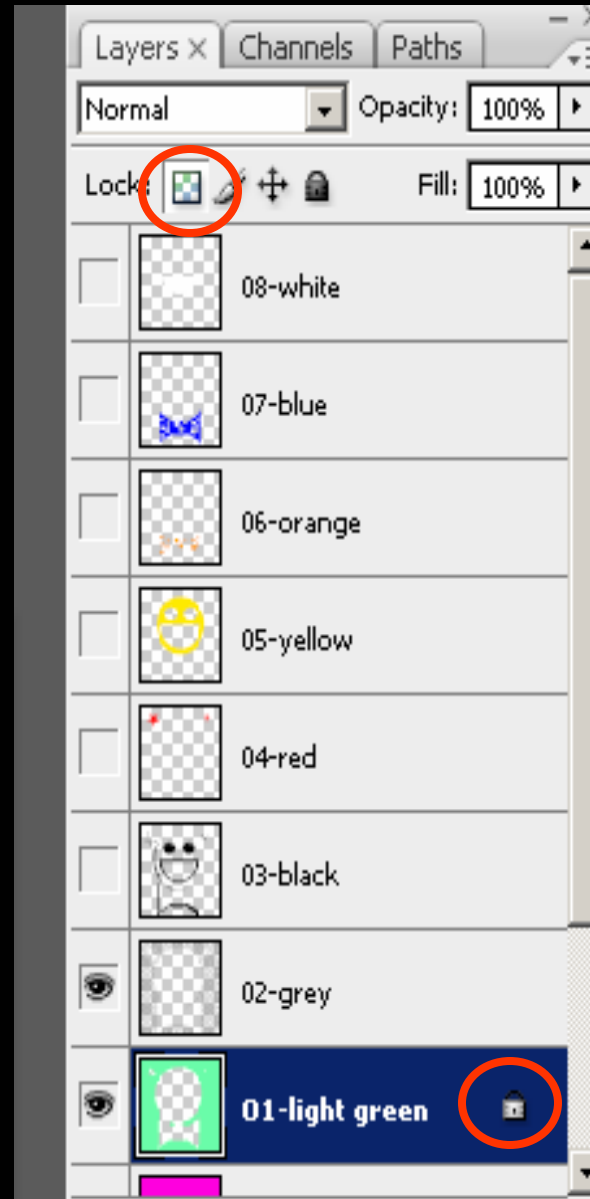 Layers × Channels Paths
Normal Opacity: 100%
Lock: Fill: 100%
08-white
07-blue
06-orange
05-yellow
04-red
03-black
02-grey
01-light green